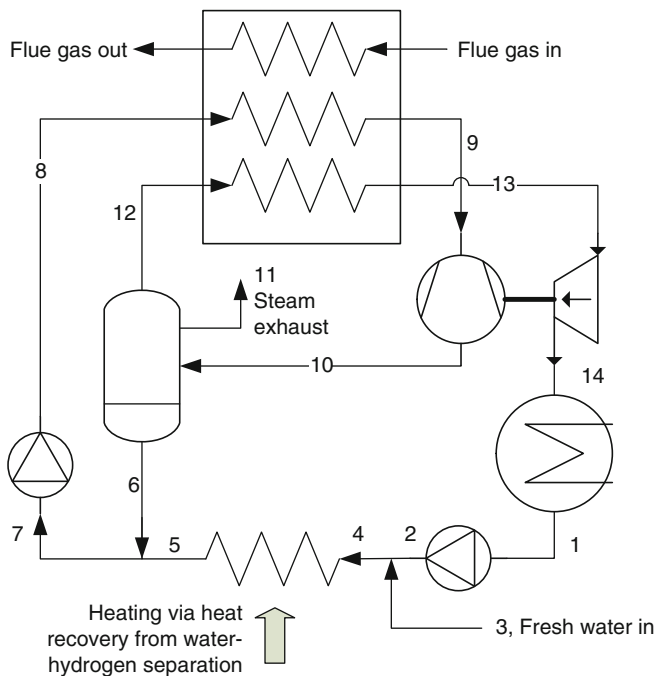 Flue gas out
Flue gas in
9
8
13
12
11
Steam
exhaust
10
14
6
7
5
4
2
1
Heating via heat
recovery from water-
hydrogen separation
3, Fresh water in